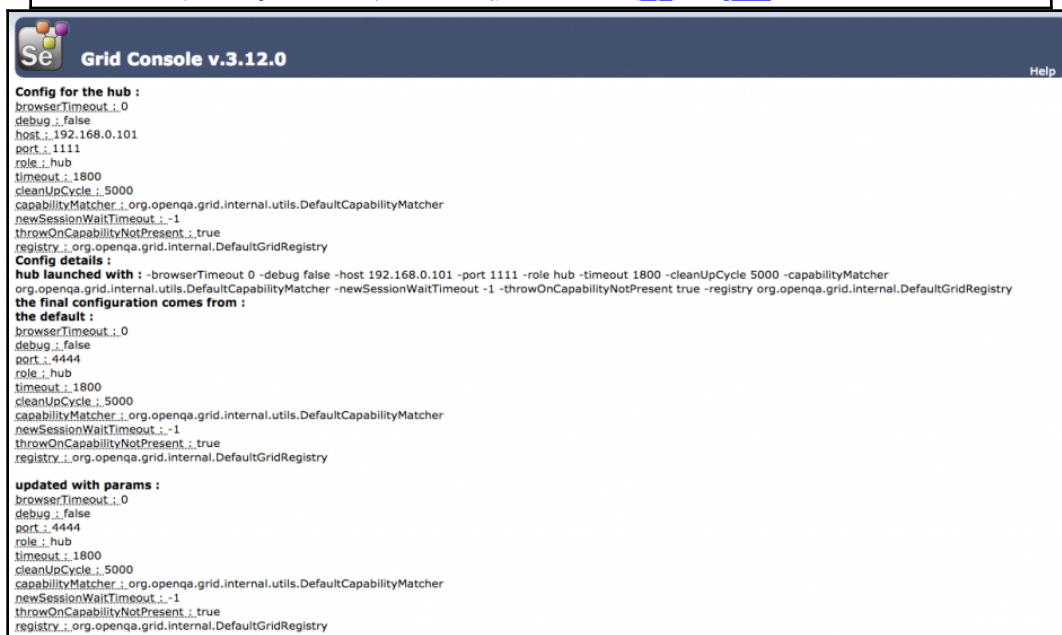 Se
Grid Console v.3.12.0
Help
Config for the hub :
browserTimeout : 0
debug : false
host : 192.168.0.101
port : 1111
role : hub
timeout : 1800
cleanUpCycle : 5000
capabilityMatcher : org.openqa.grid.internal.utils.DefaultCapabilityMatcher
newSessionWaitTimeout : -1
throwOnCapabilityNotPresent : true
registry : org.openqa.grid.internal.DefaultGridRegistry
Config details :
hub launched with : -browserTimeout 0 -debug false -host 192.168.0.101 -port 1111 -role hub -timeout 1800 -cleanUpCycle 5000 -capabilityMatcher
org.openqa.grid.internal.utils.DefaultCapabilityMatcher -newSessionWaitTimeout -1 -throwOnCapabilityNotPresent true -registry org.openqa.grid.internal.DefaultGridRegistry
the final configuration comes from :
the default :
browserTimeout : 0
debug : false
port : 4444
role : hub
timeout : 1800
cleanUpCycle : 5000
capabilityMatcher : org.openqa.grid.internal.utils.DefaultCapabilityMatcher
newSessionWaitTimeout : -1
throwOnCapabilityNotPresent : true
registry : org.openqa.grid.internal.DefaultGridRegistry
updated with params :
browserTimeout : 0
debug : false
port : 4444
role : hub
timeout : 1800
cleanUpCycle : 5000
capabilityMatcher : org.openqa.grid.internal.utils.DefaultCapabilityMatcher
newSessionWaitTimeout : -1
throwOnCapabilityNotPresent : true
registry : org.openqa.grid.internal.DefaultGridRegistry